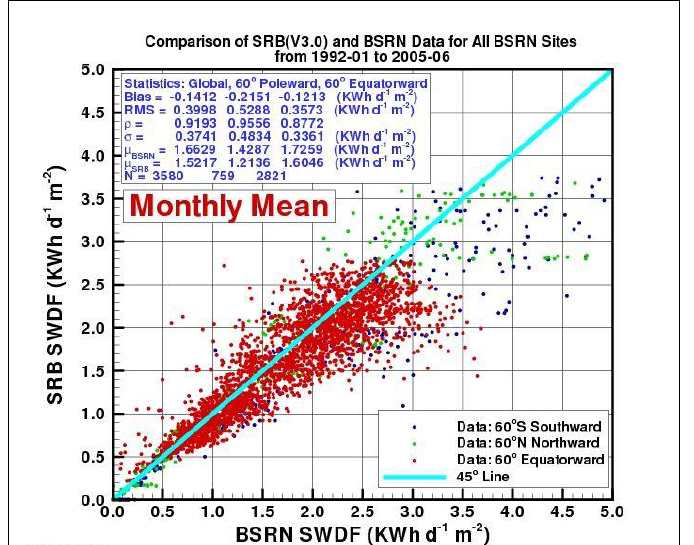 Comparison of SRB(V3.0) and BSRN Data for All BSRN Sites
from 1992-01 to 2005-06
Statistics: Global, 60° Poleward, 60° Equatorward
Bias = -0.1412 -0.2151 -0.1213 (KWh d⁻¹ m⁻²)
RMS = 0.3998 0.5288 0.3573 (KWh d⁻¹ m⁻²)
ρ = 0.9193 0.9556 0.8772
σ = 0.3741 0.4834 0.3361 (KWh d⁻¹ m⁻²)
μBSRN = 1.6629 1.4287 1.7259 (KWh d⁻¹ m⁻²)
μSRB = 1.5217 1.2136 1.6046 (KWh d⁻¹ m⁻²)
N = 3580 759 2821
Monthly Mean
SRB SWDF (KWh d⁻¹ m⁻²)
5.0
4.5
4.0
3.5
3.0
2.5
2.0
1.5
1.0
0.5
0.0
Data: 60°S Southward
Data: 60°N Northward
Data: 60° Equatorward
45° Line
0.0 0.5 1.0 1.5 2.0 2.5 3.0 3.5 4.0 4.5 5.0
BSRN SWDF (KWh d⁻¹ m⁻²)